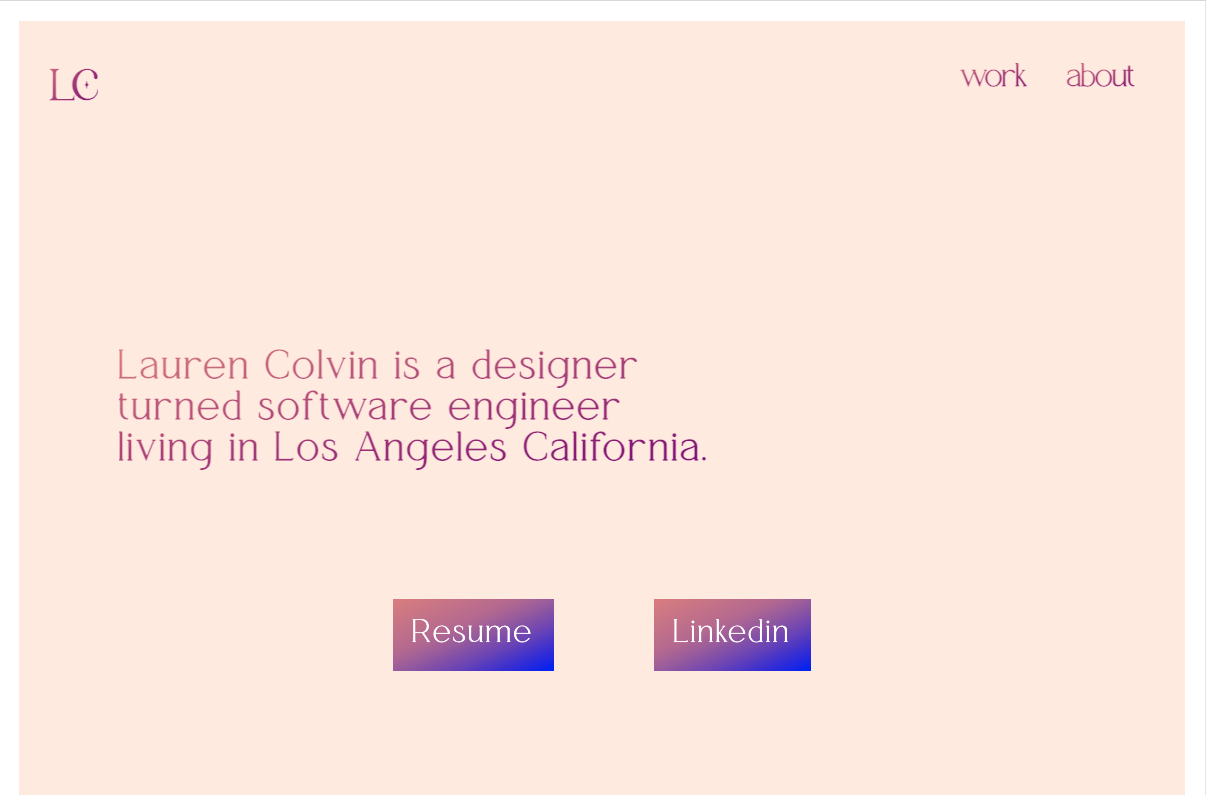 LC
work about
Lauren Colvin is a designer
turned software engineer
living in Los Angeles California.
Resume Linkedin